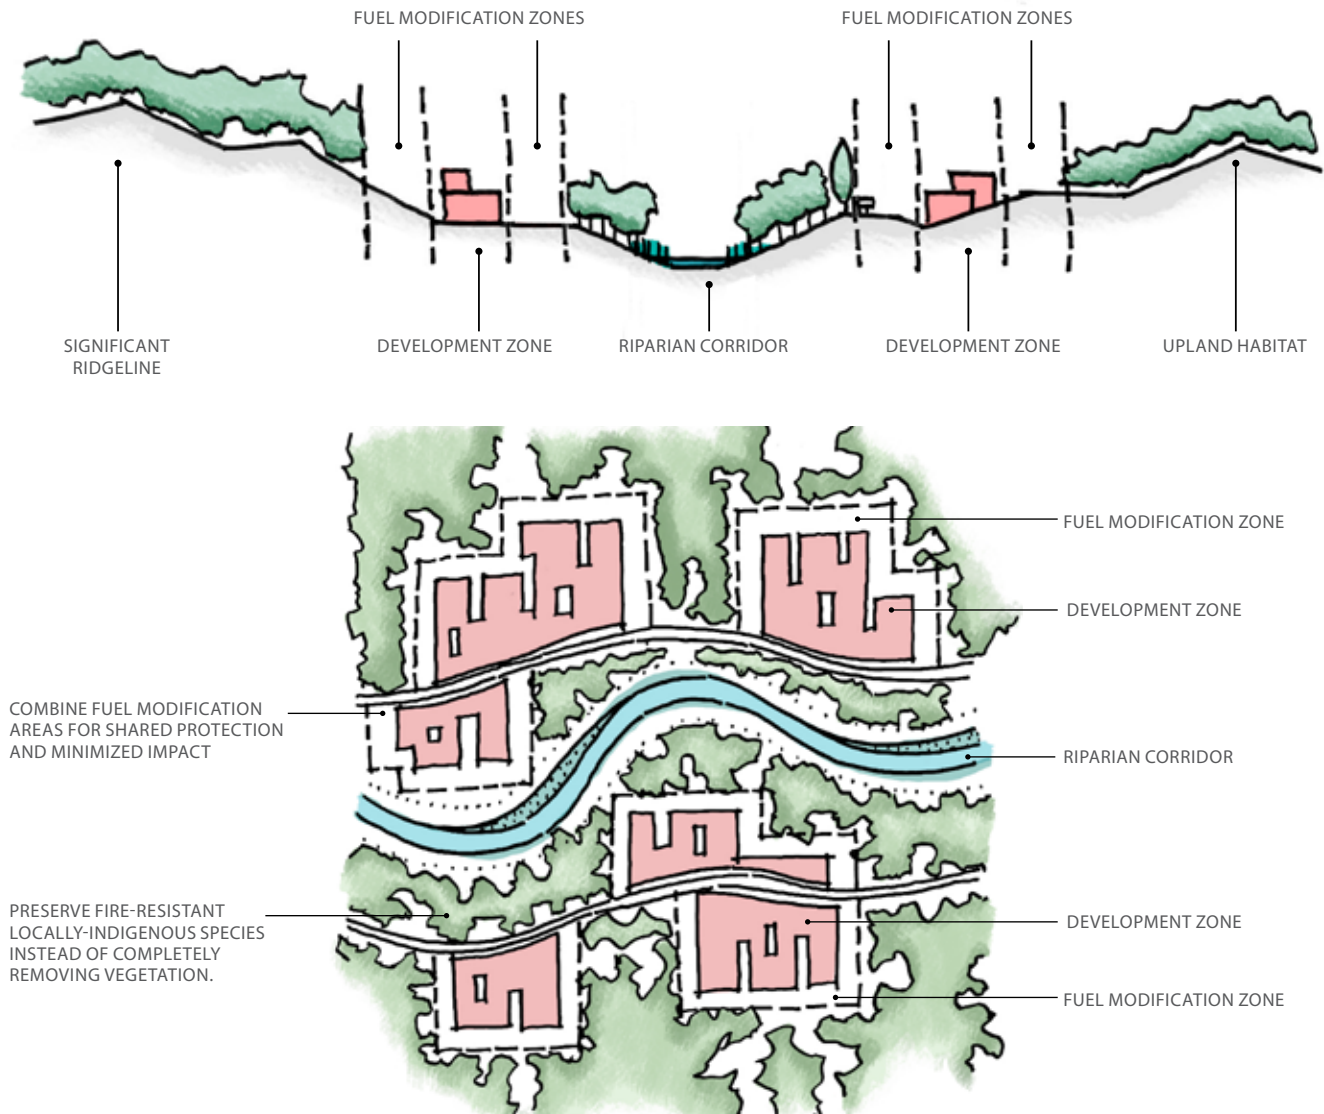 FUEL MODIFICATION ZONES
FUEL MODIFICATION ZONES
SIGNIFICANT
RIDGELINE
DEVELOPMENT ZONE
RIPARIAN CORRIDOR
DEVELOPMENT ZONE
UPLAND HABITAT
FUEL MODIFICATION ZONE
DEVELOPMENT ZONE
COMBINE FUEL MODIFICATION
AREAS FOR SHARED PROTECTION
AND MINIMIZED IMPACT
RIPARIAN CORRIDOR
PRESERVE FIRE-RESISTANT
LOCALLY-INDIGENOUS SPECIES
INSTEAD OF COMPLETELY
REMOVING VEGETATION.
DEVELOPMENT ZONE
FUEL MODIFICATION ZONE